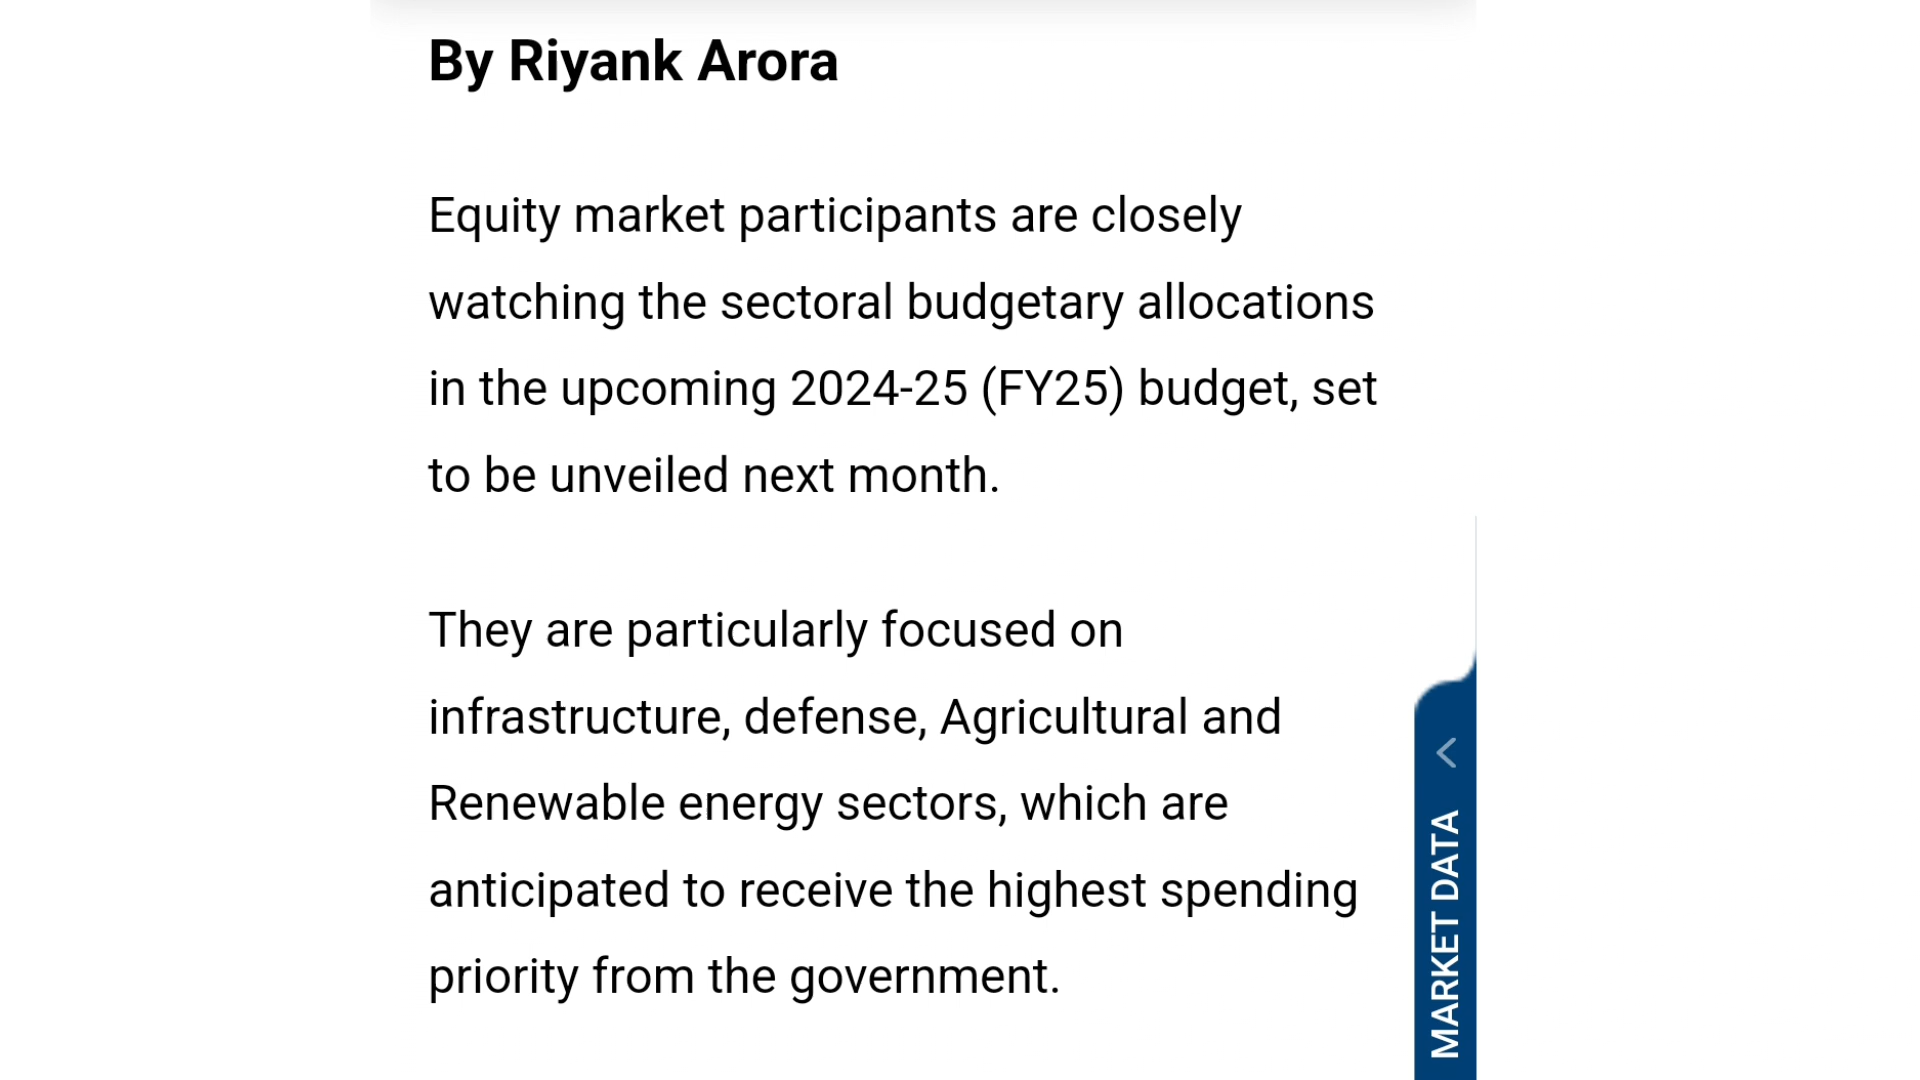 By Riyank Arora
Equity market participants are closely
watching the sectoral budgetary allocations
in the upcoming 2024-25 (FY25) budget, set
to be unveiled next month.
They are particularly focused on
infrastructure, defense, Agricultural and
Renewable energy sectors, which are
anticipated to receive the highest spending
priority from the government.
MARKET DATA